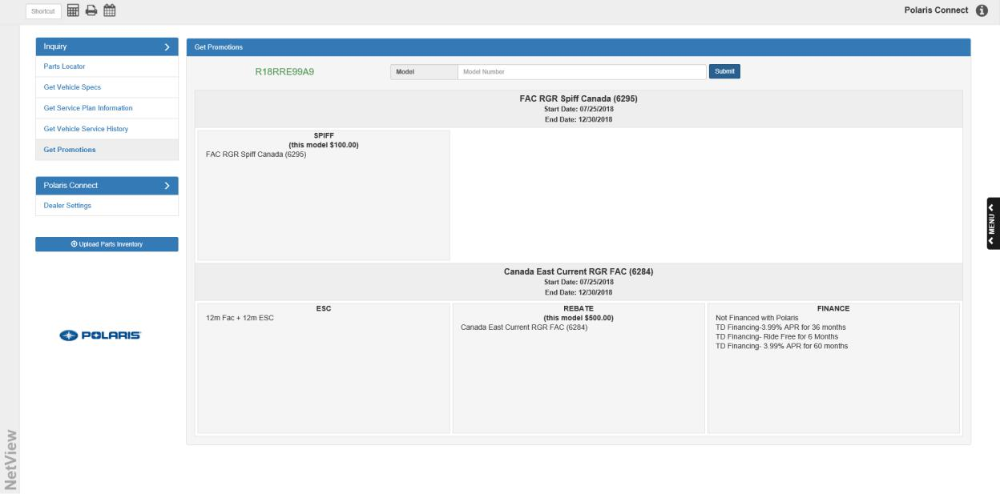 Shortcut
Polaris Connect
Inquiry
Parts Locator
Get Vehicle Specs
Get Service Plan Information
Get Vehicle Service History
Get Promotions
Polaris Connect
Dealer Settings
Upload Parts Inventory
POLARIS
NetView
Get Promotions
R18RRE99A9
Model
Model Number
Submit
FAC RGR Spiff Canada (6295)
Start Date: 07/25/2018
End Date: 12/30/2018
SPIFF
(this model $100.00)
FAC RGR Spiff Canada (6295)
Canada East Current RGR FAC (6284)
Start Date: 07/25/2018
End Date: 12/30/2018
ESC
12m Fac + 12m ESC
REBATE
(this model $500.00)
Canada East Current RGR FAC (6284)
FINANCE
Not Financed with Polaris
TD Financing-3.99% APR for 36 months
TD Financing- Ride Free for 6 Months
TD Financing- 3.99% APR for 60 months
MENU